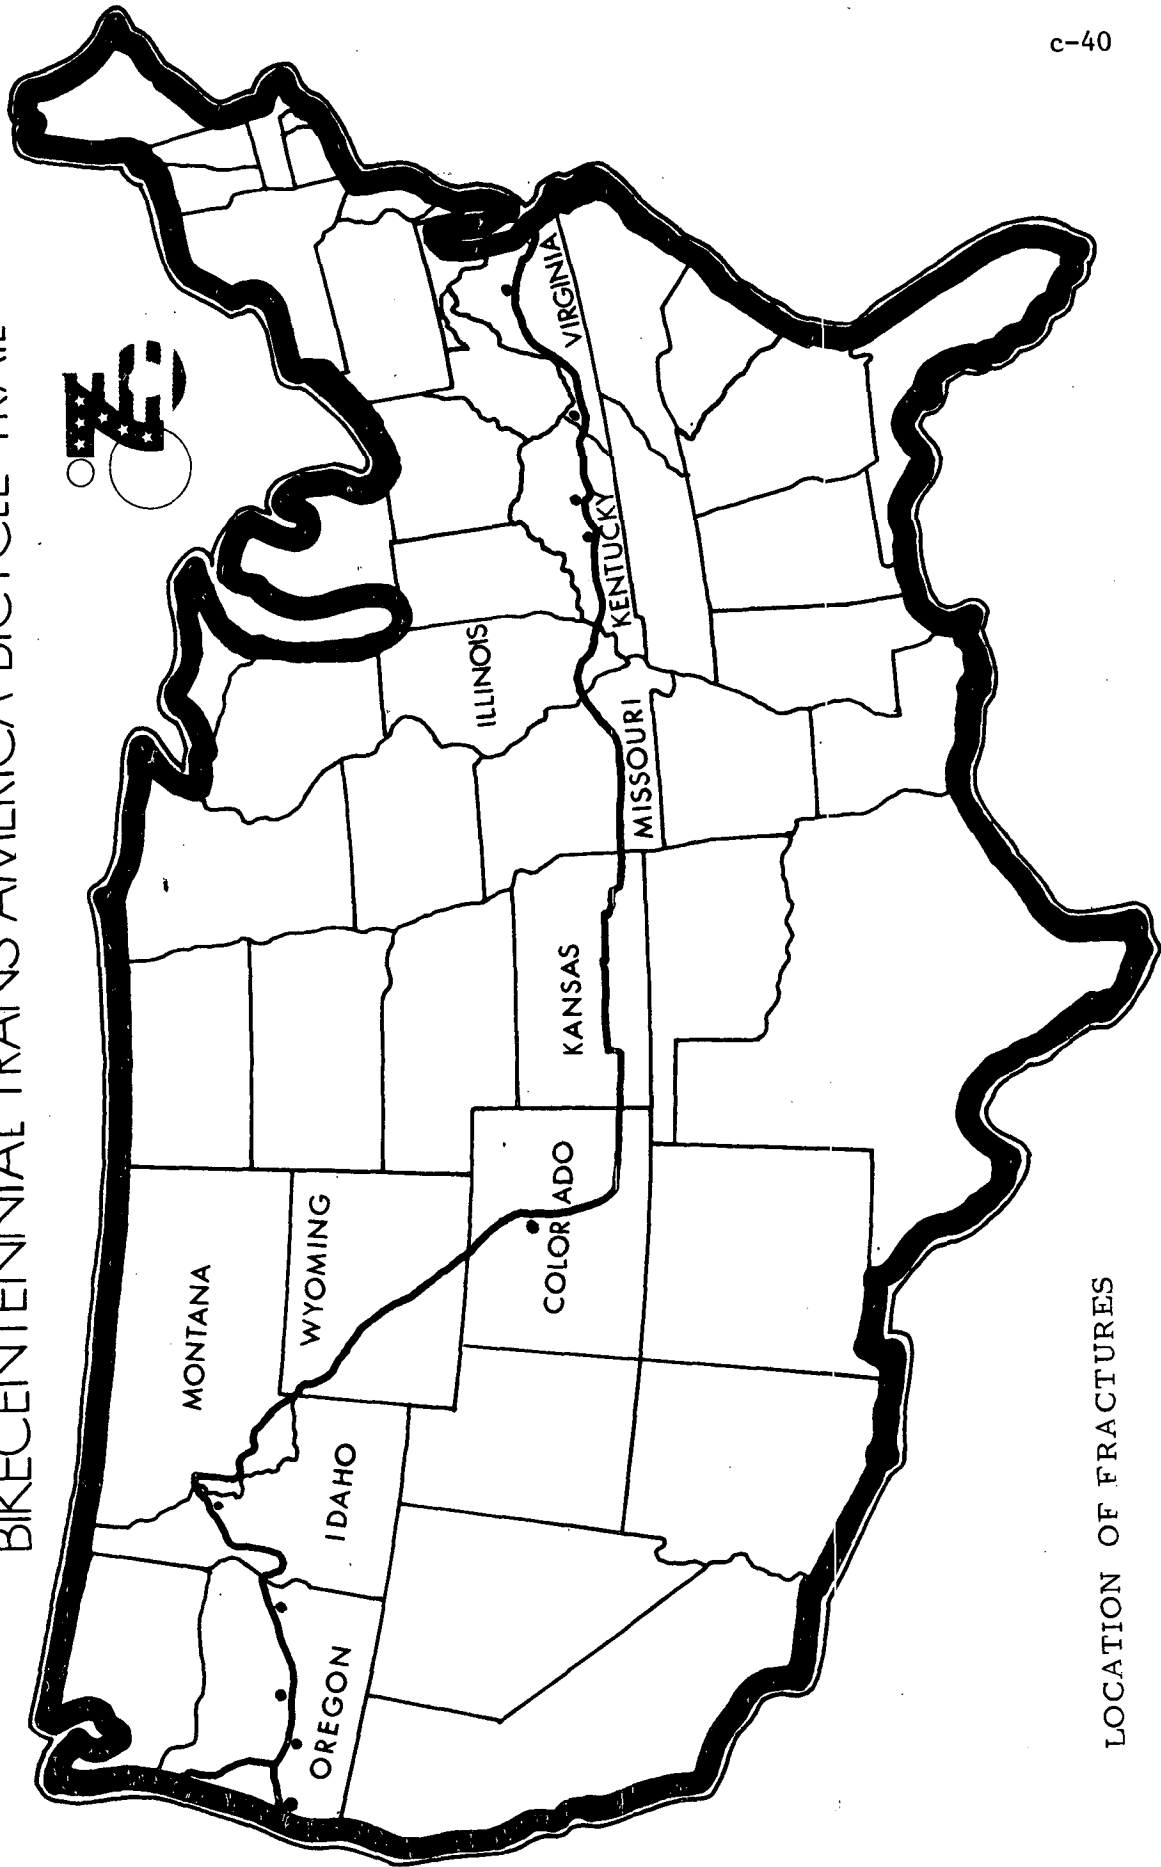 c-40
BIKECENTENNIAL TRANS AMERICA BICYCLE TRAIL
76
MONTANA
WYOMING
IDAHO
OREGON
COLORADO
KANSAS
MISSOURI
ILLINOIS
KENTUCKY
VIRGINIA
LOCATION OF FRACTURES